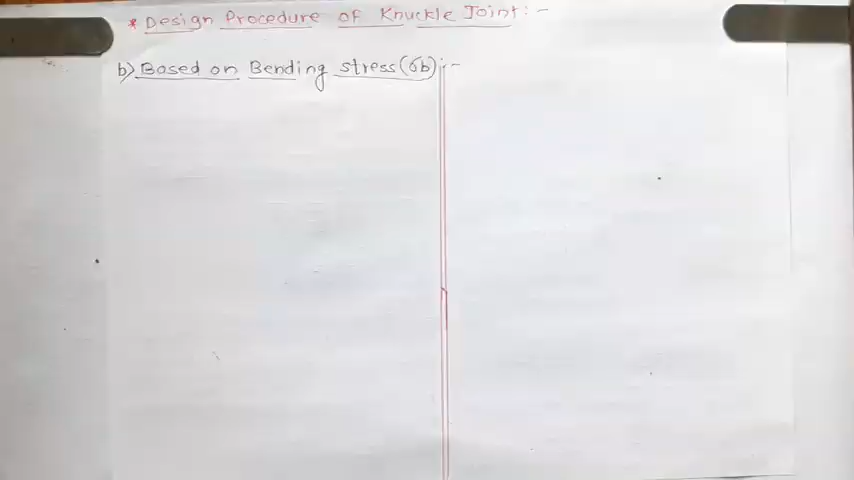 * Design Procedure of Knuckle Joint:-
b) Based on Bending stress(σb):-